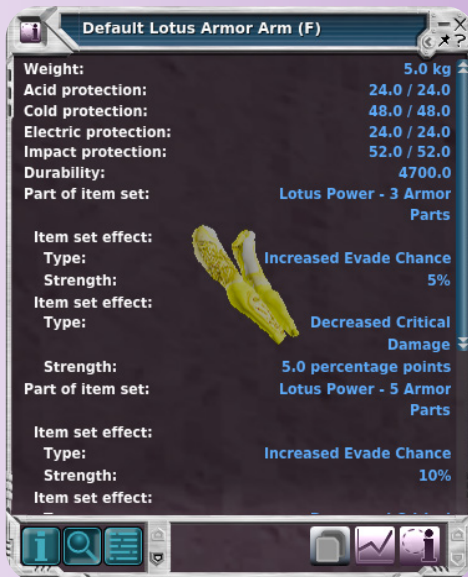 Default Lotus Armor Arm (F)
Weight: 5.0 kg
Acid protection: 24.0 / 24.0
Cold protection: 48.0 / 48.0
Electric protection: 24.0 / 24.0
Impact protection: 52.0 / 52.0
Durability: 4700.0
Part of item set: Lotus Power - 3 Armor
Parts
Item set effect:
Type: Increased Evade Chance
Strength: 5%
Item set effect:
Type: Decreased Critical
Damage
Strength: 5.0 percentage points
Part of item set: Lotus Power - 5 Armor
Parts
Item set effect:
Type: Increased Evade Chance
Strength: 10%
Item set effect: